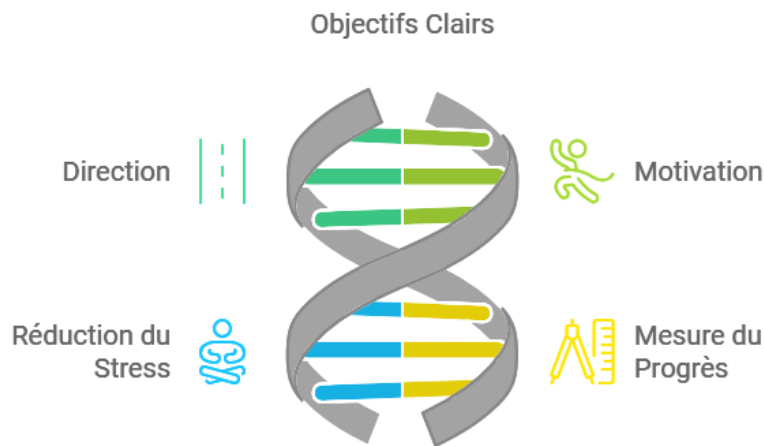 Objectifs Clairs
Direction
Motivation
Réduction du
Stress
Mesure du
Progrès